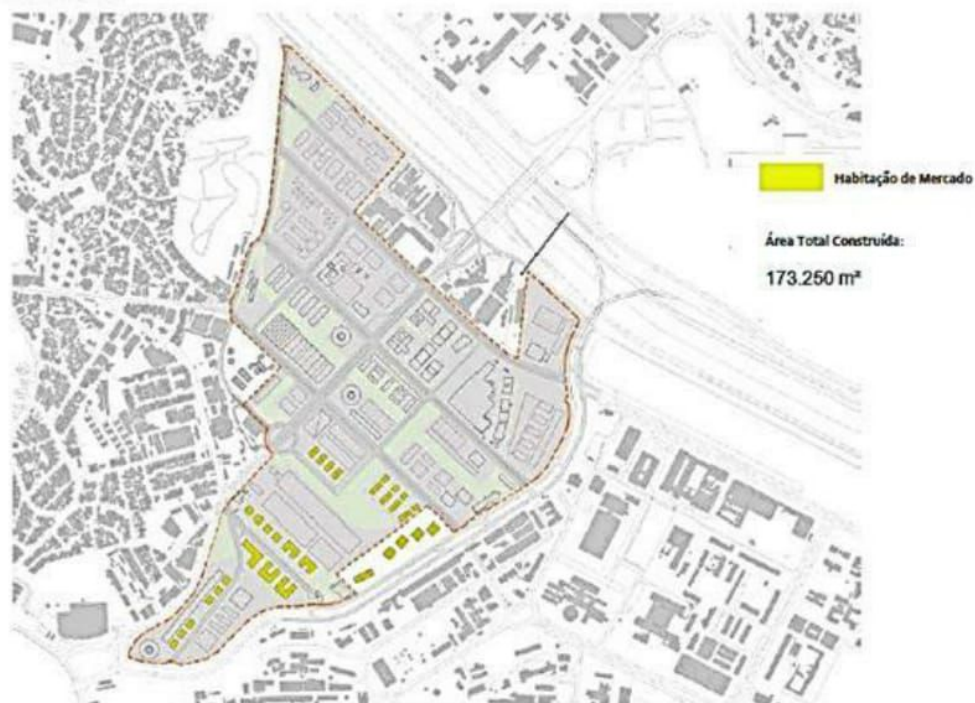 Habitação de Mercado
Área Total Construída:
173.250 m²